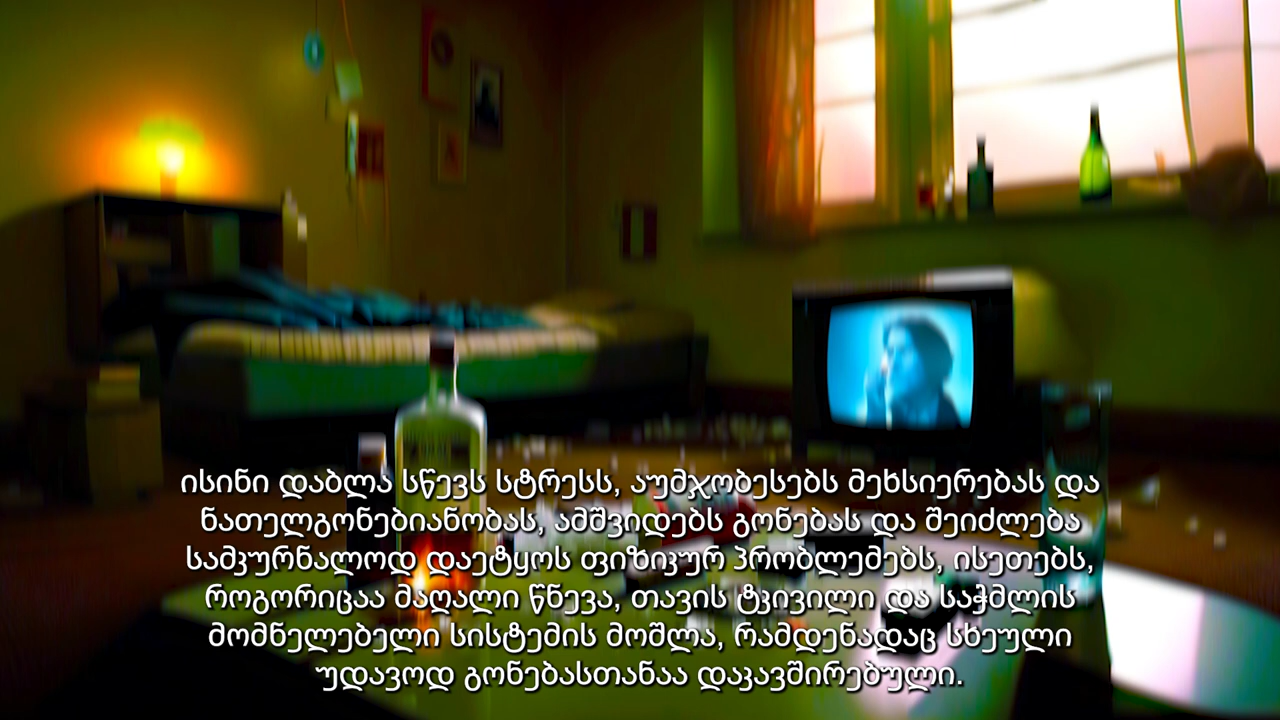 ისინი დაბლა სწევს სტრესს, აუმჯობესებს მეხსიერებას და
ნათელგონებიანობას, ამშვიდებს გონებას და შეიძლება
სამკურნალოდ დაეტყოს ფიზიკურ პრობლემებს, ისეთებს,
როგორიცაა მაღალი წნევა, თავის ტკივილი და საჭმლის
მომნელებელი სისტემის მოშლა, რამდენადაც სხეული
უდავოდ გონებასთანაა დაკავშირებული.